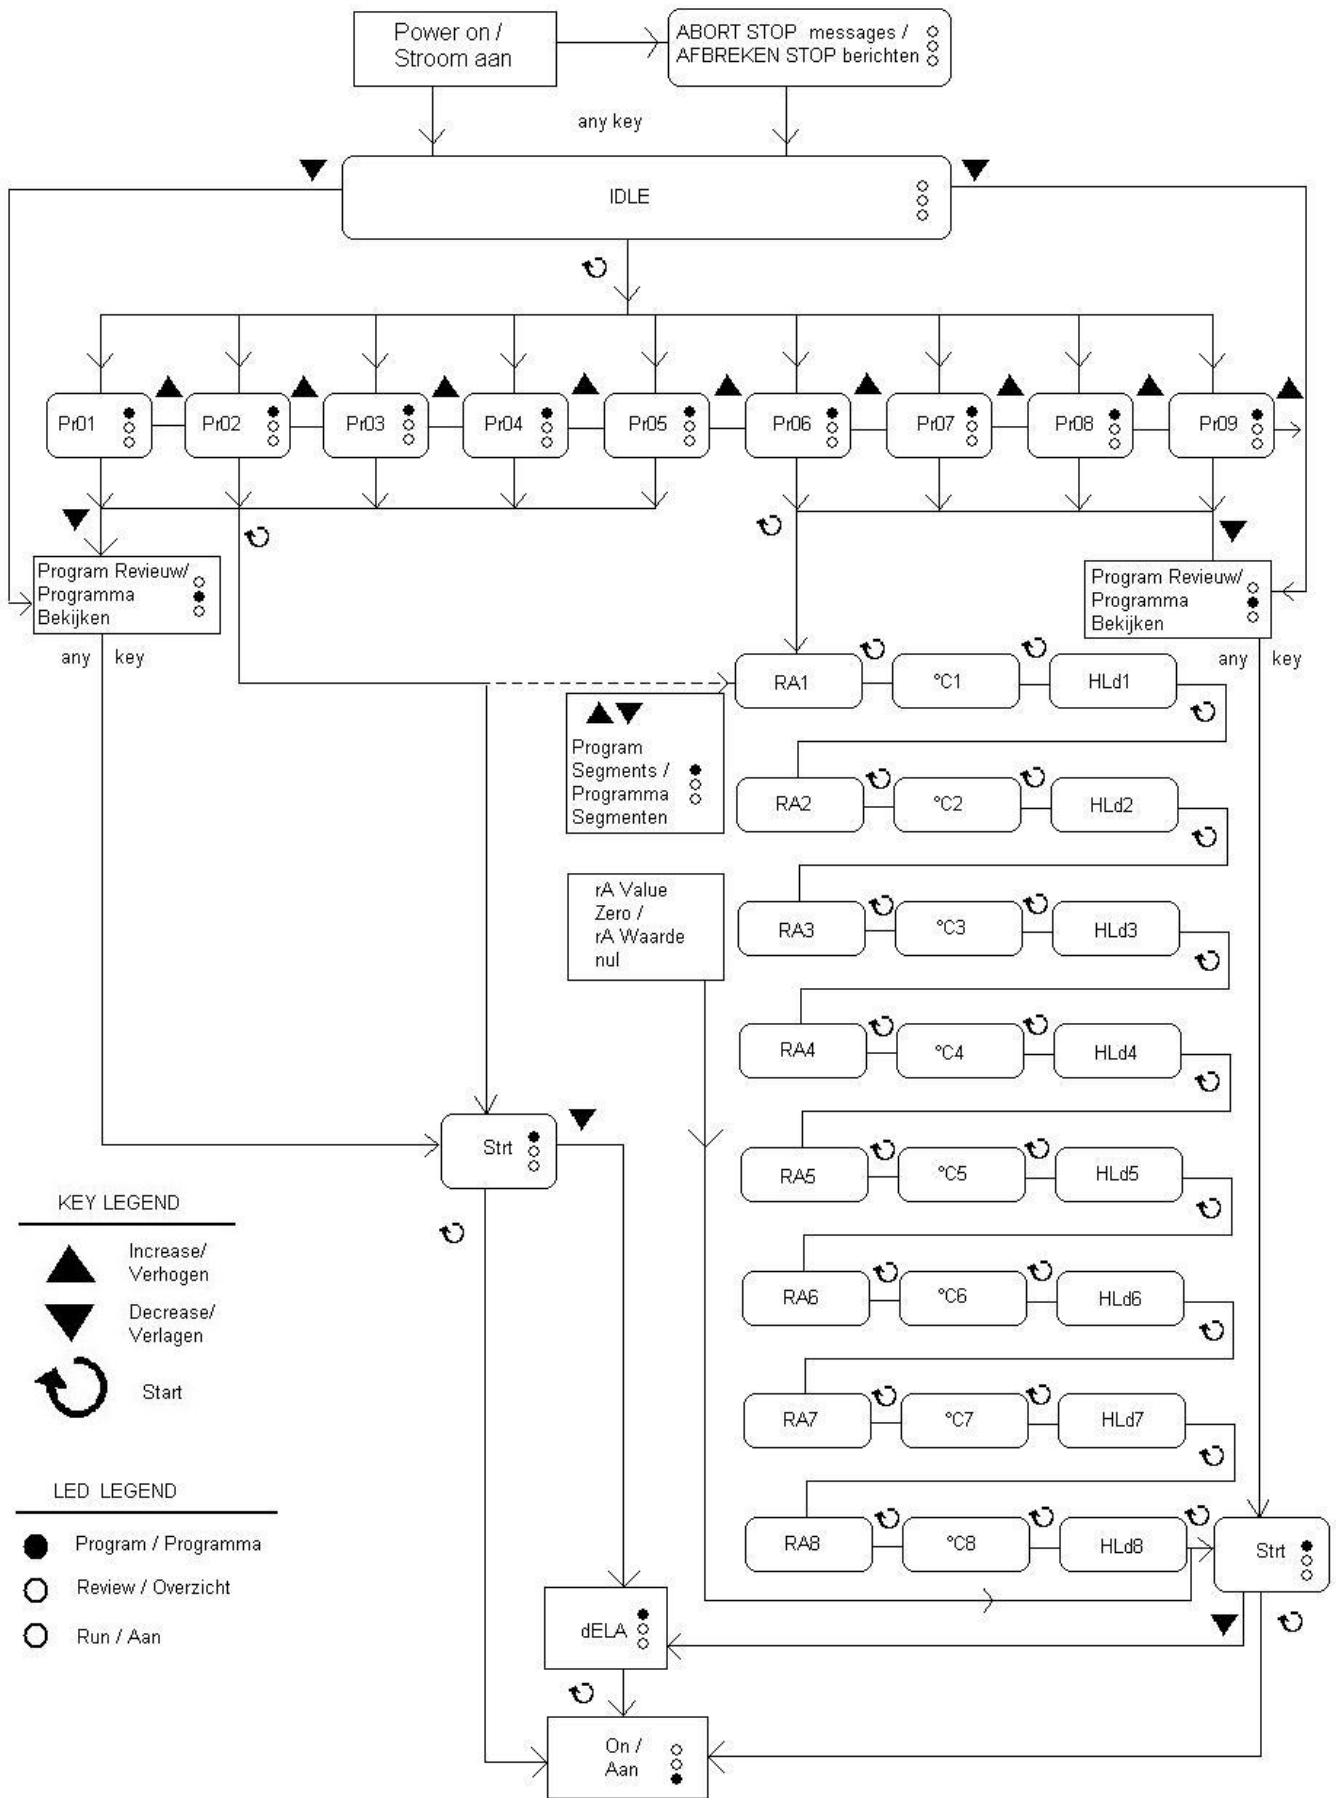 Power on /
Stroom aan
ABORT STOP messages /
AFBREKEN STOP berichten
any key
IDLE
Pr01
Pr02
Pr03
Pr04
Pr05
Pr06
Pr07
Pr08
Pr09
Program Revieuw/
Programma
Bekijken
any key
Program Revieuw/
Programma
Bekijken
any key
RA1
°C1
HLd1
Program
Segments /
Programma
Segmenten
RA2
°C2
HLd2
rA Value
Zero /
rA Waarde
nul
RA3
°C3
HLd3
RA4
°C4
HLd4
Strt
RA5
°C5
HLd5
KEY LEGEND
Increase/
Verhogen
Decrease/
Verlagen
Start
RA6
°C6
HLd6
RA7
°C7
HLd7
LED LEGEND
Program / Programma
Review / Overzicht
Run / Aan
RA8
°C8
HLd8
Strt
dELA
On /
Aan